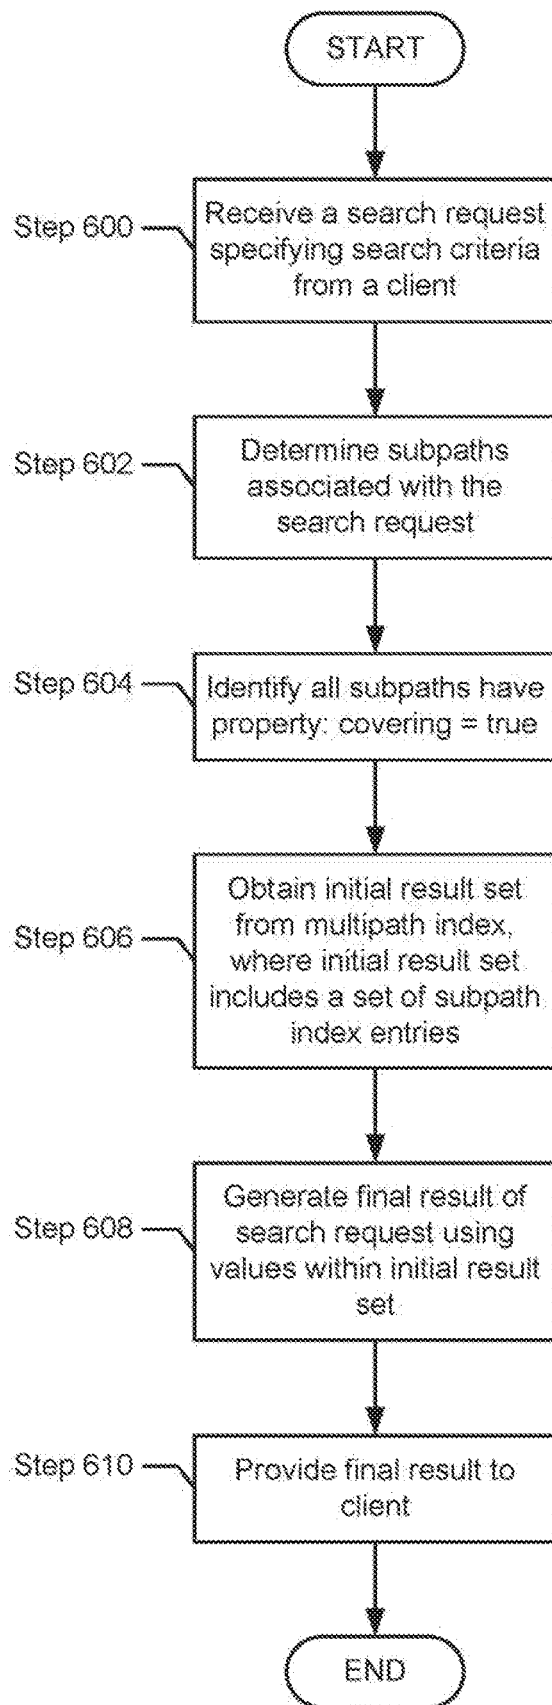 START
Step 600
Receive a search request
specifying search criteria
from a client
Step 602
Determine subpaths
associated with the
search request
Step 604
Identify all subpaths have
property: covering = true
Step 606
Obtain initial result set
from multipath index,
where initial result set
includes a set of subpath
index entries
Step 608
Generate final result of
search request using
values within initial result
set
Step 610
Provide final result to
client
END